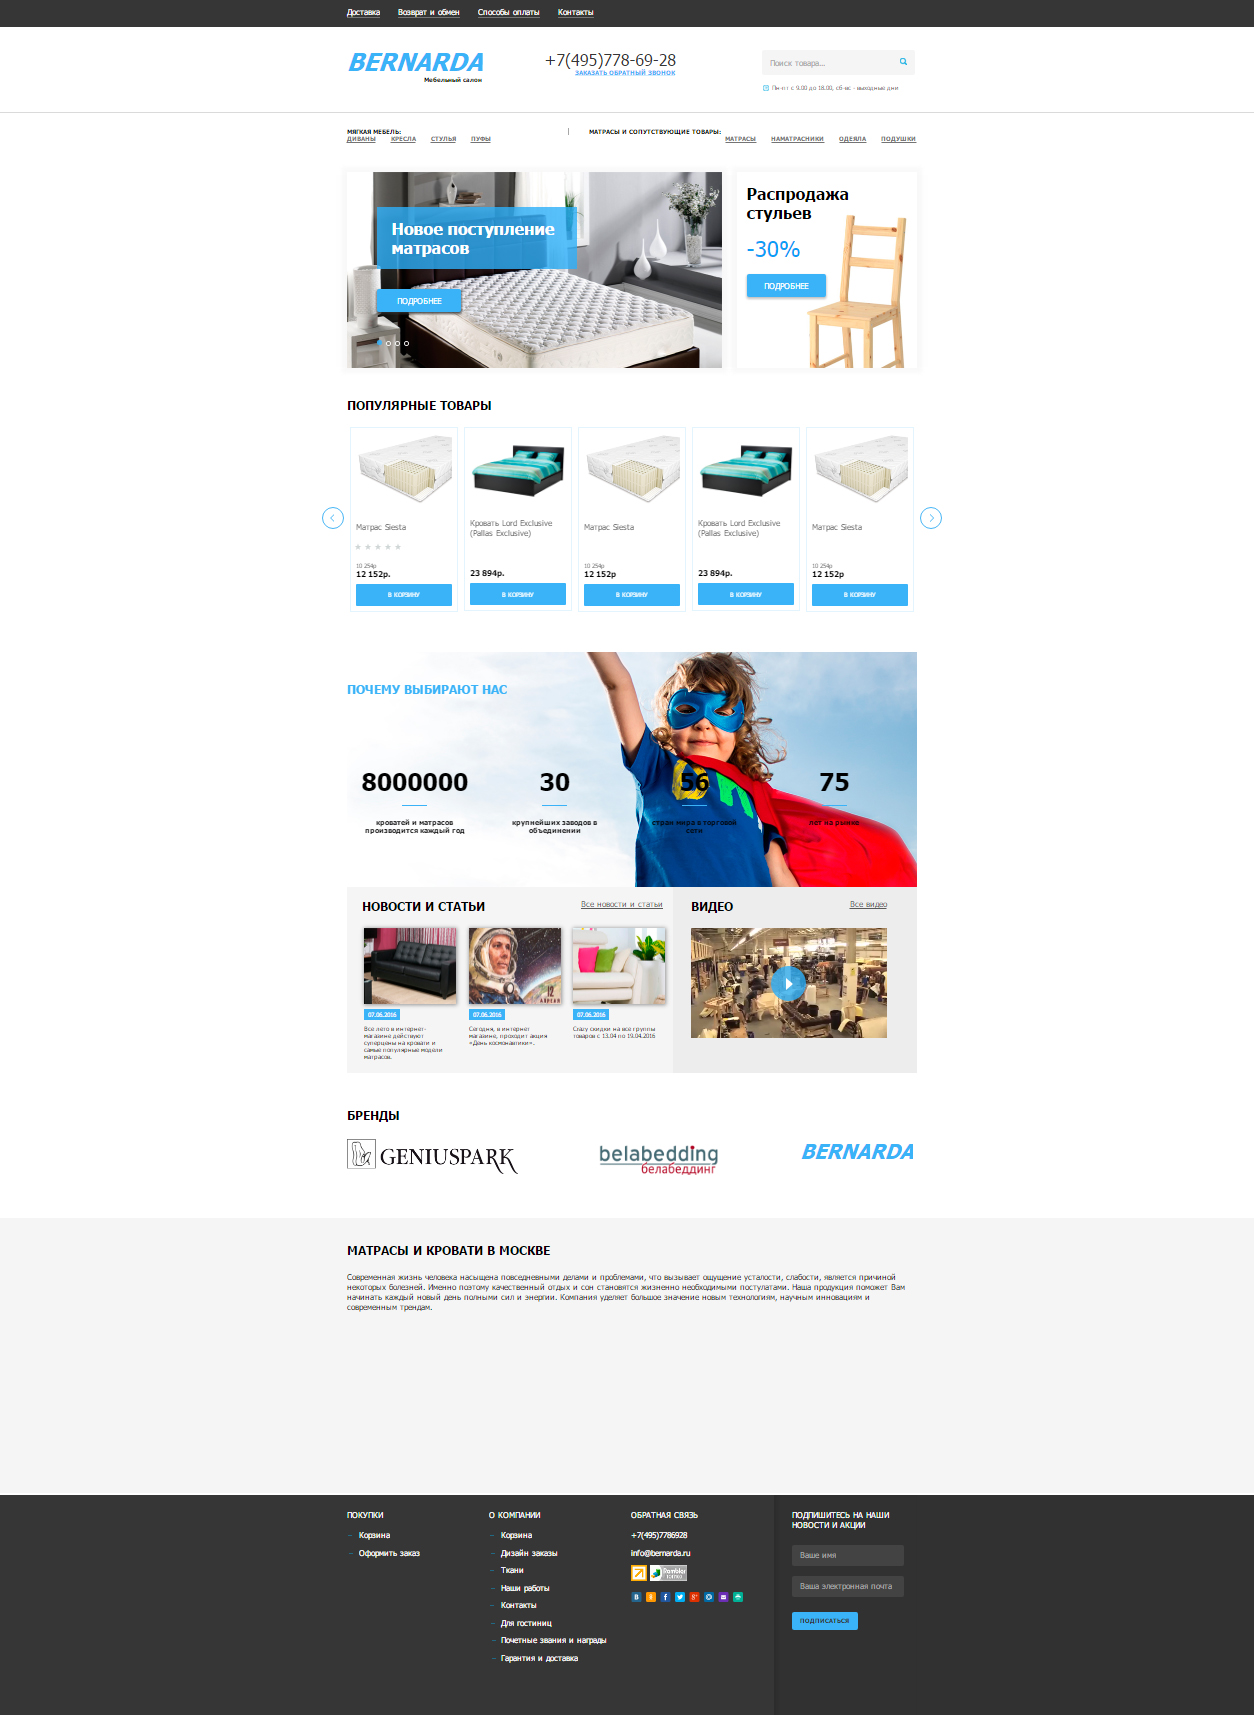 Доставка Возврат и обмен Способы оплаты Контакты
BERNARDA
Мебельный салон
+7(495)778-69-28
ЗАКАЗАТЬ ОБРАТНЫЙ ЗВОНОК
Поиск товара...
Пн-пт с 9.00 до 18.00, сб-вс - выходные дни
МЯГКАЯ МЕБЕЛЬ:
ДИВАНЫ КРЕСЛА СТУЛЬЯ ПУФЫ
МАТРАСЫ И СОПУТСТВУЮЩИЕ ТОВАРЫ:
МАТРАСЫ НАМАТРАСНИКИ ОДЕЯЛА ПОДУШКИ
Новое поступление
матрасов
ПОДРОБНЕЕ
Распродажа
стульев
-30%
ПОДРОБНЕЕ
ПОПУЛЯРНЫЕ ТОВАРЫ
Матрас Siesta
10 254р
12 152р.
В КОРЗИНУ
Кровать Lord Exclusive
(Pallas Exclusive)
23 894р.
В КОРЗИНУ
Матрас Siesta
10 254р
12 152р
В КОРЗИНУ
Кровать Lord Exclusive
(Pallas Exclusive)
23 894р.
В КОРЗИНУ
Матрас Siesta
10 254р
12 152р
В КОРЗИНУ
ПОЧЕМУ ВЫБИРАЮТ НАС
8000000
кроватей и матрасов
производится каждый год
30
крупнейших заводов в
объединении
56
стран мира в торговой
сети
75
лет на рынке
НОВОСТИ И СТАТЬИ
Все новости и статьи
12
АПРЕЛЯ
07.06.2016
Все лето в интернет-
магазине действуют
суперцены на кровати и
самые популярные модели
матрасов.
07.06.2016
Сегодня, в интернет
магазине, проходит акция
«День космонавтики».
07.06.2016
Crazy скидки на все группы
товаров с 13.04 по 19.04.2016
ВИДЕО
Все видео
БРЕНДЫ
GENIUSPARK
belabedding
белабеддинг
BERNARDA
МАТРАСЫ И КРОВАТИ В МОСКВЕ
Современная жизнь человека насыщена повседневными делами и проблемами, что вызывает ощущение усталости, слабости, является причиной
некоторых болезней. Именно поэтому качественный отдых и сон становятся жизненно необходимыми постулатами. Наша продукция поможет Вам
начинать каждый новый день полными сил и энергии. Компания уделяет большое значение новым технологиям, научным инновациям и
современным трендам.
ПОКУПКИ
Корзина
Оформить заказ
О КОМПАНИИ
Корзина
Дизайн заказы
Ткани
Наши работы
Контакты
Для гостиниц
Почетные звания и награды
Гарантия и доставка
ОБРАТНАЯ СВЯЗЬ
+7(495)7786928
info@bernarda.ru
Rambler
ПОДПИШИТЕСЬ НА НАШИ
НОВОСТИ И АКЦИИ
Ваше имя
Ваша электронная почта
ПОДПИСАТЬСЯ